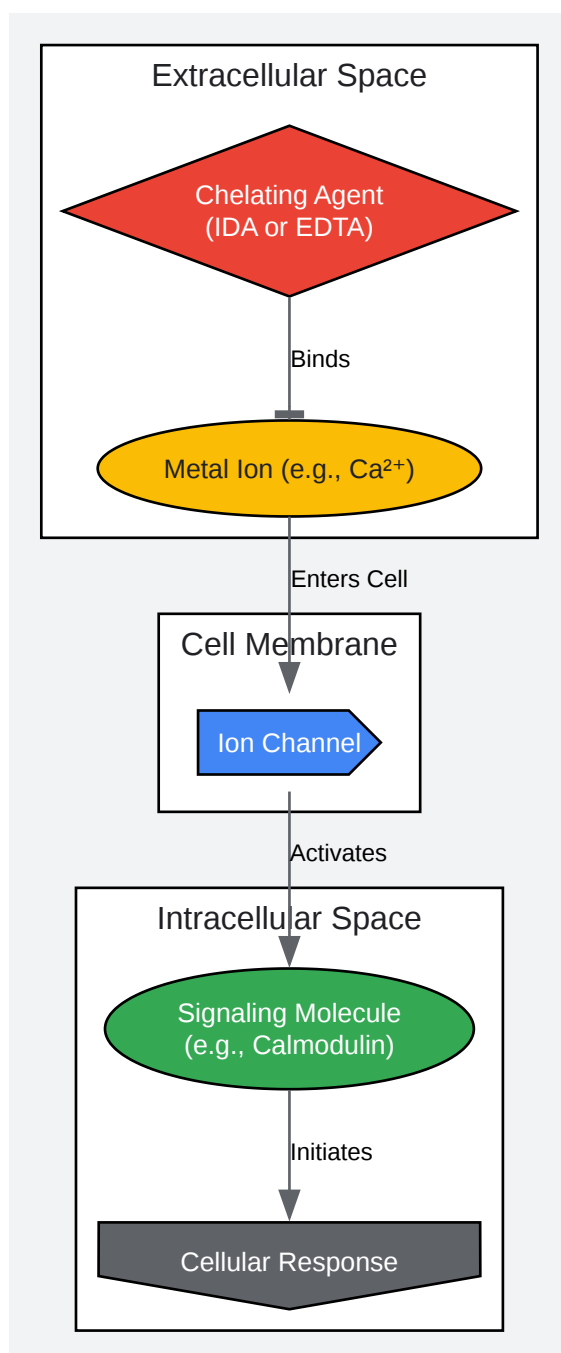 Extracellular Space
Chelating Agent
(IDA or EDTA)
Binds
Metal Ion (e.g., Ca²⁺)
Enters Cell
Cell Membrane
Ion Channel
Activates
Intracellular Space
Signaling Molecule
(e.g., Calmodulin)
Initiates
Cellular Response